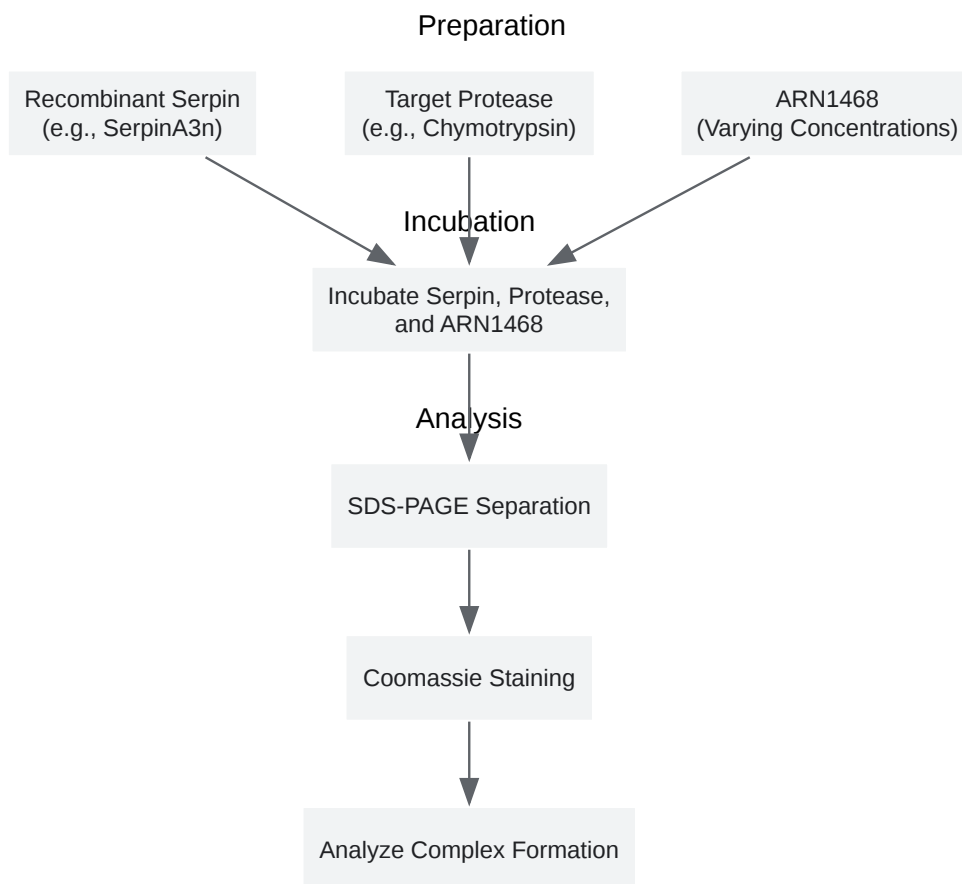 Preparation
Recombinant Serpin
(e.g., SerpinA3n)
Target Protease
(e.g., Chymotrypsin)
ARN1468
(Varying Concentrations)
Incubation
Incubate Serpin, Protease,
and ARN1468
Analysis
SDS-PAGE Separation
Coomassie Staining
Analyze Complex Formation